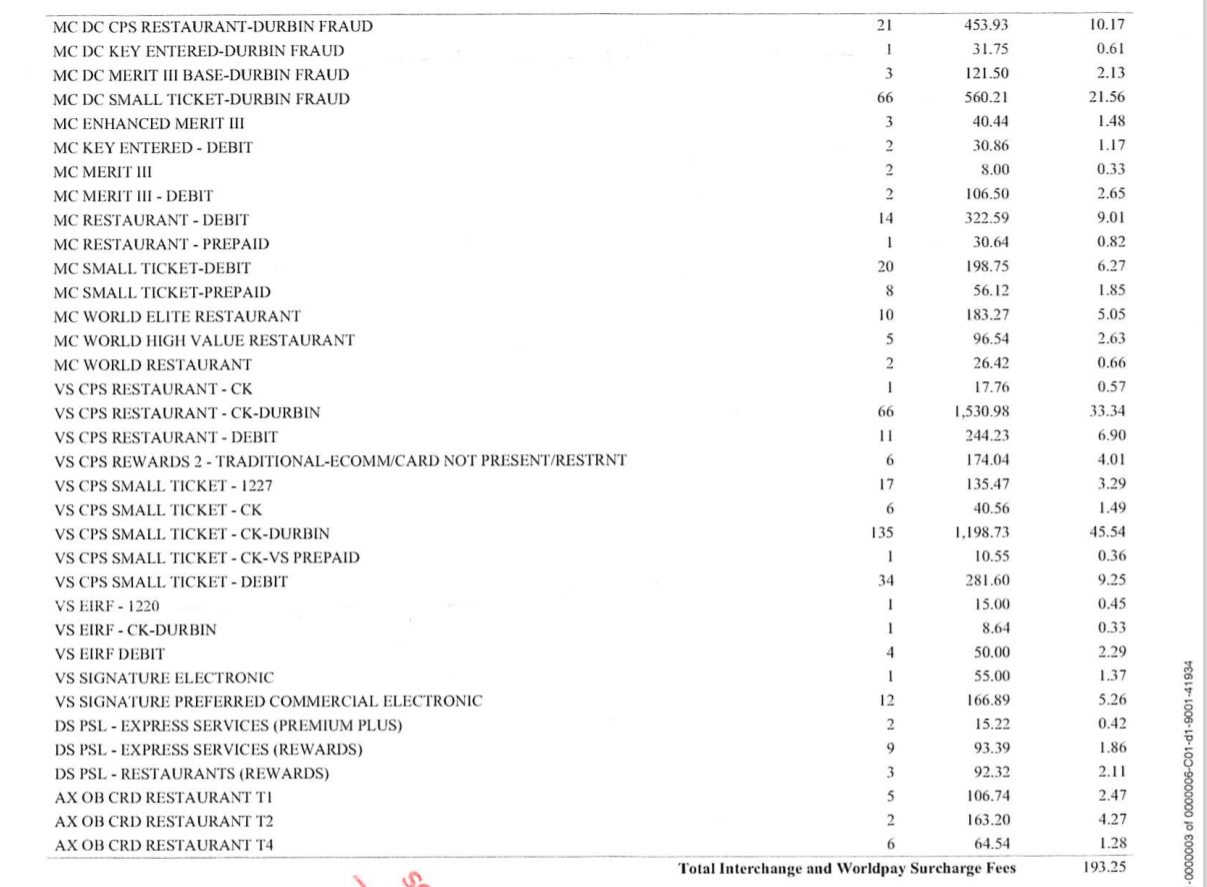 MC DC CPS RESTAURANT-DURBIN FRAUD 21 453.93 10.17
MC DC KEY ENTERED-DURBIN FRAUD 1 31.75 0.61
MC DC MERIT III BASE-DURBIN FRAUD 3 121.50 2.13
MC DC SMALL TICKET-DURBIN FRAUD 66 560.21 21.56
MC ENHANCED MERIT III 3 40.44 1.48
MC KEY ENTERED - DEBIT 2 30.86 1.17
MC MERIT III 2 8.00 0.33
MC MERIT III - DEBIT 2 106.50 2.65
MC RESTAURANT - DEBIT 14 322.59 9.01
MC RESTAURANT - PREPAID 1 30.64 0.82
MC SMALL TICKET-DEBIT 20 198.75 6.27
MC SMALL TICKET-PREPAID 8 56.12 1.85
MC WORLD ELITE RESTAURANT 10 183.27 5.05
MC WORLD HIGH VALUE RESTAURANT 5 96.54 2.63
MC WORLD RESTAURANT 2 26.42 0.66
VS CPS RESTAURANT - CK 1 17.76 0.57
VS CPS RESTAURANT - CK-DURBIN 66 1,530.98 33.34
VS CPS RESTAURANT - DEBIT 11 244.23 6.90
VS CPS REWARDS 2 - TRADITIONAL-ECOMM/CARD NOT PRESENT/RESTRNT 6 174.04 4.01
VS CPS SMALL TICKET - 1227 17 135.47 3.29
VS CPS SMALL TICKET - CK 6 40.56 1.49
VS CPS SMALL TICKET - CK-DURBIN 135 1,198.73 45.54
VS CPS SMALL TICKET - CK-VS PREPAID 1 10.55 0.36
VS CPS SMALL TICKET - DEBIT 34 281.60 9.25
VS EIRF - 1220 1 15.00 0.45
VS EIRF - CK-DURBIN 1 8.64 0.33
VS EIRF DEBIT 4 50.00 2.29
VS SIGNATURE ELECTRONIC 1 55.00 1.37
VS SIGNATURE PREFERRED COMMERCIAL ELECTRONIC 12 166.89 5.26
DS PSL - EXPRESS SERVICES (PREMIUM PLUS) 2 15.22 0.42
DS PSL - EXPRESS SERVICES (REWARDS) 9 93.39 1.86
DS PSL - RESTAURANTS (REWARDS) 3 92.32 2.11
AX OB CRD RESTAURANT T1 5 106.74 2.47
AX OB CRD RESTAURANT T2 2 163.20 4.27
AX OB CRD RESTAURANT T4 6 64.54 1.28
Total Interchange and Worldpay Surcharge Fees 193.25
-0000003 of 0000006-C01-d1-9001-41934